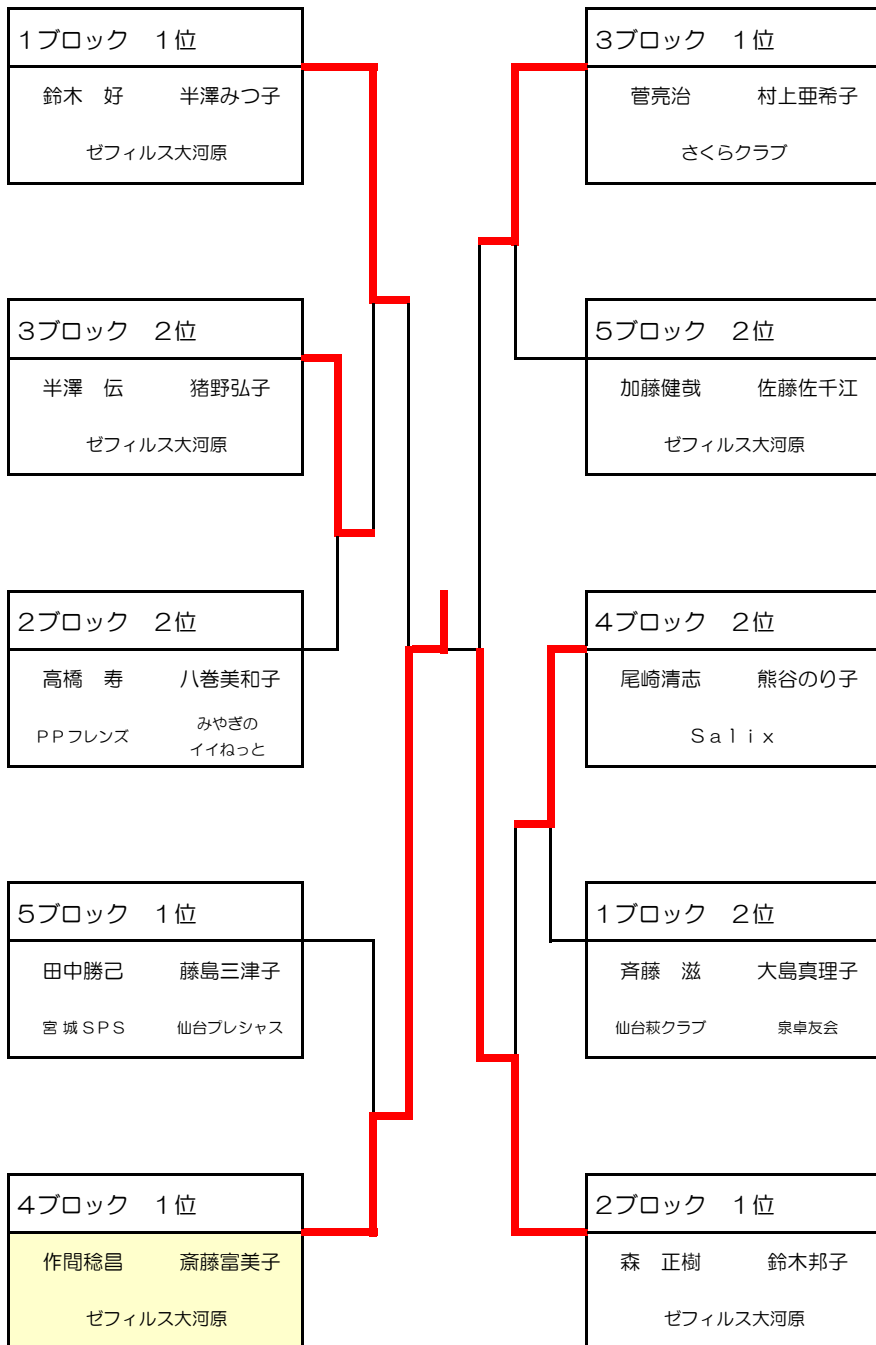 1ブロック　1位
鈴木　好　半澤みつ子
ゼフィルス大河原
3ブロック　2位
半澤　伝　猪野弘子
ゼフィルス大河原
2ブロック　2位
高橋　寿　八巻美和子
PPフレンズ　みやぎの
イイねっと
5ブロック　1位
田中勝己　藤島三津子
宮城SPS　仙台プレシャス
4ブロック　1位
作間稔昌　斎藤富美子
ゼフィルス大河原
3ブロック　1位
菅亮治　村上亜希子
さくらクラブ
5ブロック　2位
加藤健哉　佐藤佐千江
ゼフィルス大河原
4ブロック　2位
尾崎清志　熊谷のり子
Salix
1ブロック　2位
斉藤　滋　大島真理子
仙台萩クラブ　泉卓友会
2ブロック　1位
森　正樹　鈴木邦子
ゼフィルス大河原